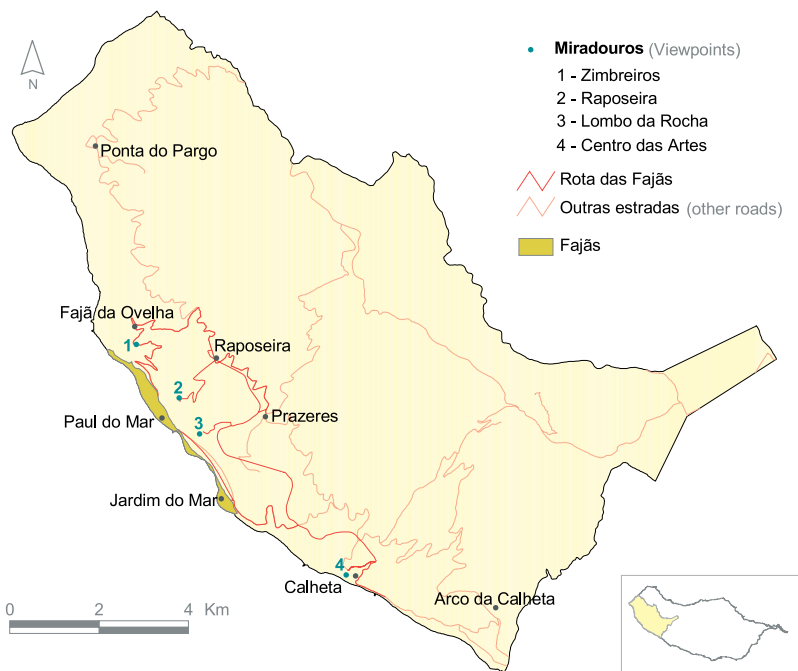 Miradouros (Viewpoints)
1 - Zimbreiros
2 - Raposeira
3 - Lombo da Rocha
4 - Centro das Artes
Rota das Fajãs
Outras estradas (other roads)
Fajãs
N
Ponta do Pargo
Fajã da Ovelha
1
Raposeira
2
Paul do Mar
Prazeres
3
Jardim do Mar
4
Calheta
Arco da Calheta
0 2 4 Km